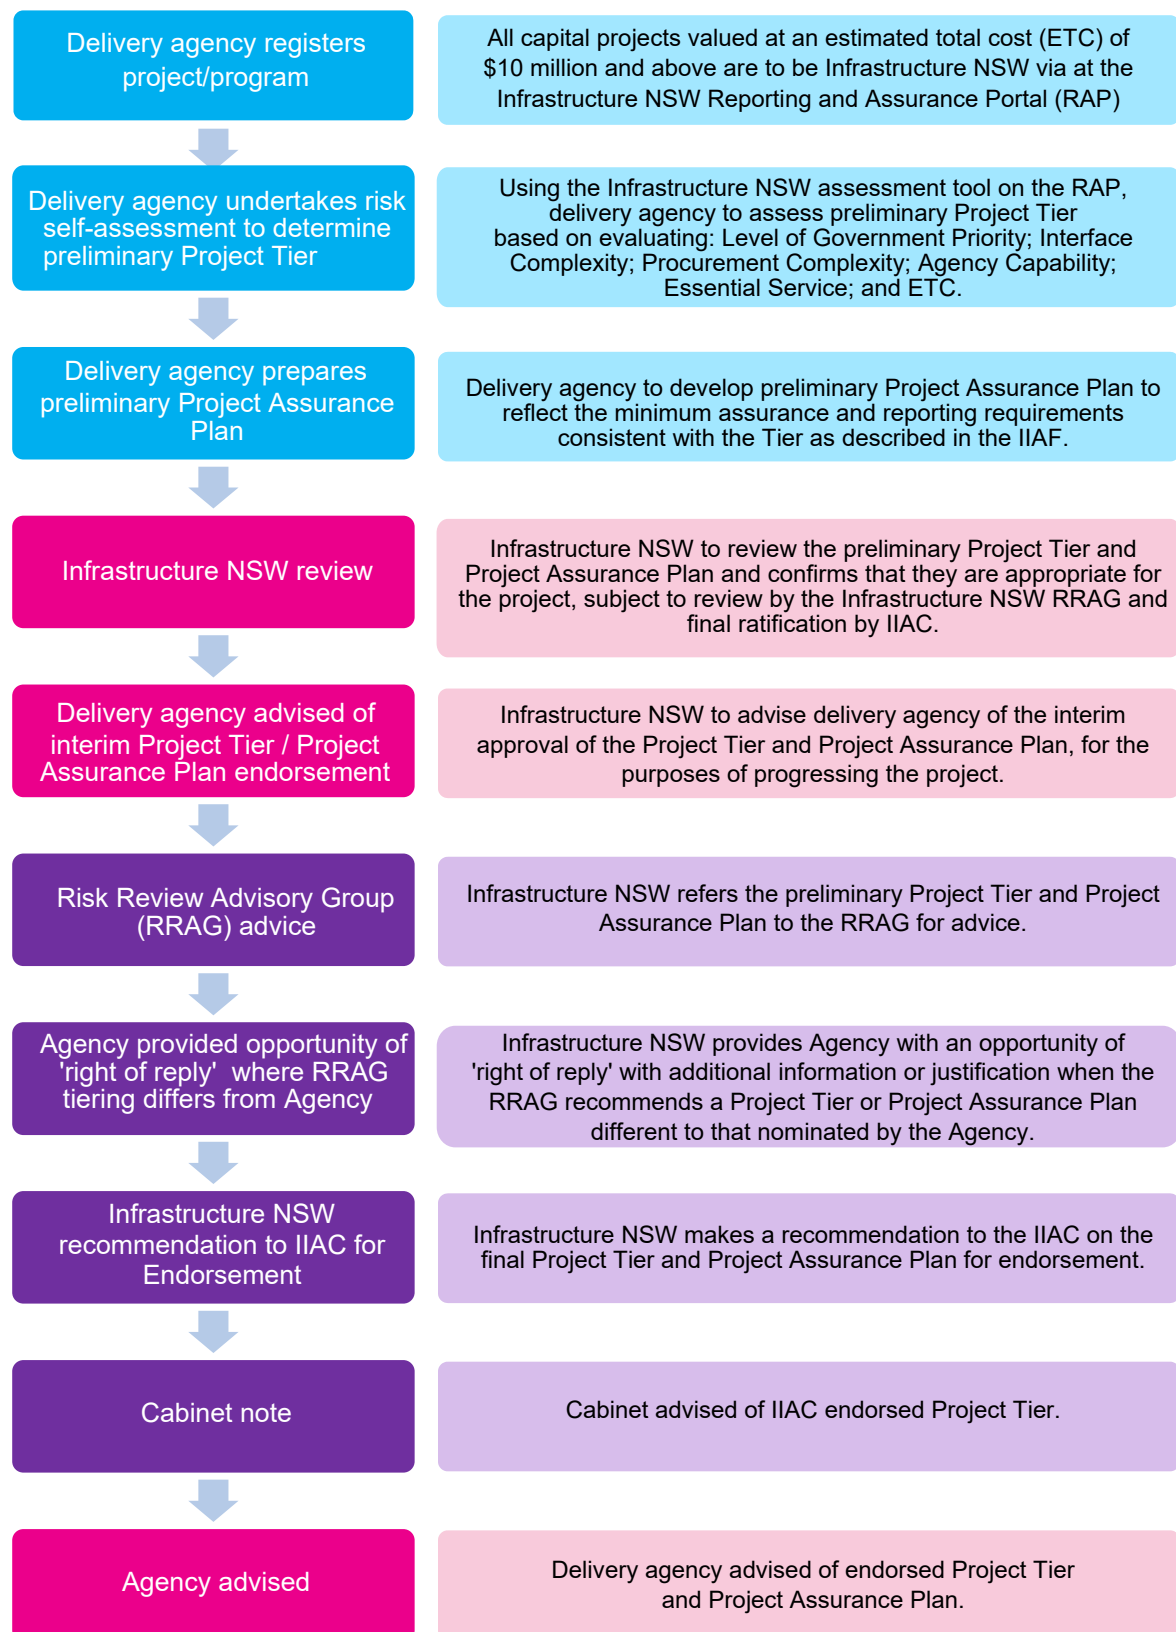 Delivery agency registers
project/program
All capital projects valued at an estimated total cost (ETC) of
$10 million and above are to be Infrastructure NSW via at the
Infrastructure NSW Reporting and Assurance Portal (RAP)
Delivery agency undertakes risk
self-assessment to determine
preliminary Project Tier
Using the Infrastructure NSW assessment tool on the RAP,
delivery agency to assess preliminary Project Tier
based on evaluating: Level of Government Priority; Interface
Complexity; Procurement Complexity; Agency Capability;
Essential Service; and ETC.
Delivery agency prepares
preliminary Project Assurance
Plan
Delivery agency to develop preliminary Project Assurance Plan to
reflect the minimum assurance and reporting requirements
consistent with the Tier as described in the IIAF.
Infrastructure NSW review
Infrastructure NSW to review the preliminary Project Tier and
Project Assurance Plan and confirms that they are appropriate for
the project, subject to review by the Infrastructure NSW RRAG and
final ratification by IIAC.
Delivery agency advised of
interim Project Tier / Project
Assurance Plan endorsement
Infrastructure NSW to advise delivery agency of the interim
approval of the Project Tier and Project Assurance Plan, for the
purposes of progressing the project.
Risk Review Advisory Group
(RRAG) advice
Infrastructure NSW refers the preliminary Project Tier and Project
Assurance Plan to the RRAG for advice.
Agency provided opportunity of
'right of reply' where RRAG
tiering differs from Agency
Infrastructure NSW provides Agency with an opportunity of
'right of reply' with additional information or justification when the
RRAG recommends a Project Tier or Project Assurance Plan
different to that nominated by the Agency.
Infrastructure NSW
recommendation to IIAC for
Endorsement
Infrastructure NSW makes a recommendation to the IIAC on the
final Project Tier and Project Assurance Plan for endorsement.
Cabinet note
Cabinet advised of IIAC endorsed Project Tier.
Agency advised
Delivery agency advised of endorsed Project Tier
and Project Assurance Plan.